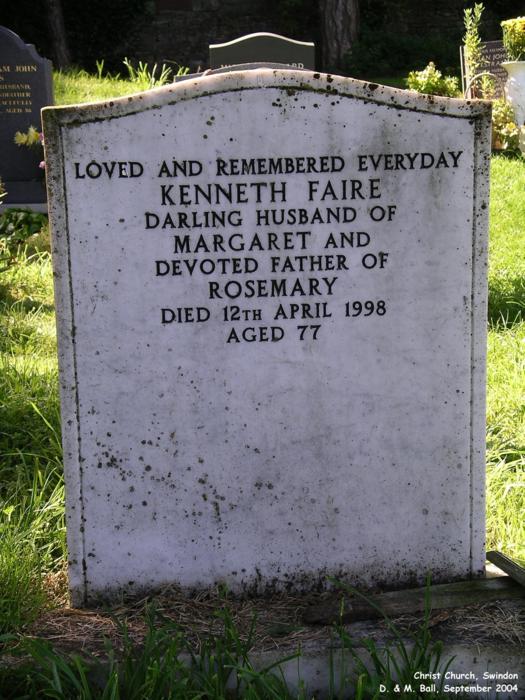 LOVED AND REMEMBERED EVERYDAY
KENNETH FAIRE
DARLING HUSBAND OF
MARGARET AND
DEVOTED FATHER OF
ROSEMARY
DIED 12TH APRIL 1998
AGED 77
Christ Church, Swindon
D. & M. Ball, September 2004